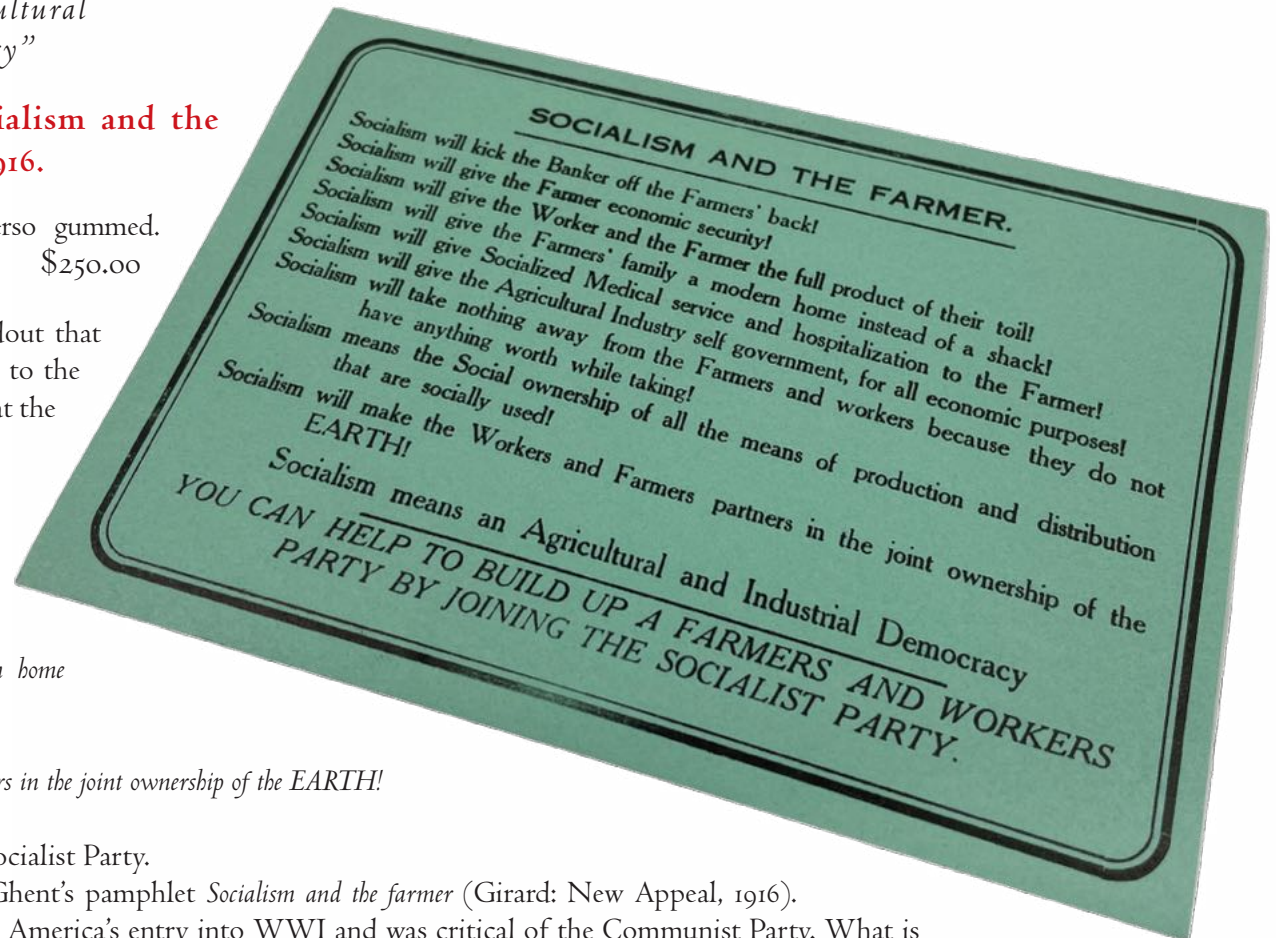 ultural
y”
ialism and the
916.
erso gummed.
$250.00
dout that
to the
at the
home
rs in the joint ownership of the EARTH!
ocialist Party.
Ghent’s pamphlet Socialism and the farmer (Girard: New Appeal, 1916).
America’s entry into WWI and was critical of the Communist Party. What is
SOCIALISM AND THE FARMER.
Socialism will kick the Banker off the Farmers' back!
Socialism will give the Farmer economic security!
Socialism will give the Worker and the Farmer the full product of their toil!
Socialism will give the Farmers' family a modern home instead of a shack!
Socialism will give Socialized Medical service and hospitalization to the Farmer!
Socialism will give the Agricultural Industry self government, for all economic purposes!
Socialism will take nothing away from the Farmers and workers because they do not
have anything worth while taking!
Socialism means the Social ownership of all the means of production and distribution
that are socially used!
Socialism will make the Workers and Farmers partners in the joint ownership of the
EARTH!
Socialism means an Agricultural and Industrial Democracy
YOU CAN HELP TO BUILD UP A FARMERS AND WORKERS
PARTY BY JOINING THE SOCIALIST PARTY.